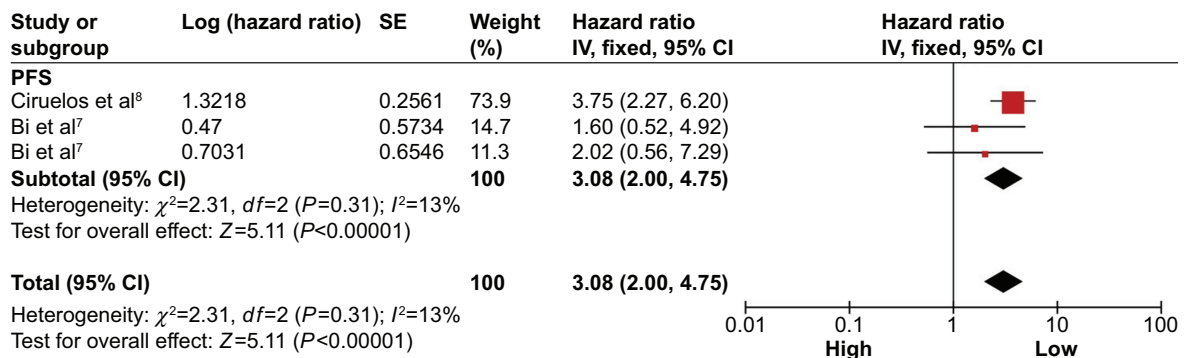 Study or subgroup Log (hazard ratio) SE Weight (%) Hazard ratio IV, fixed, 95% CI Hazard ratio IV, fixed, 95% CI
PFS
Ciruelos et al⁸ 1.3218 0.2561 73.9 3.75 (2.27, 6.20)
Bi et al⁷ 0.47 0.5734 14.7 1.60 (0.52, 4.92)
Bi et al⁷ 0.7031 0.6546 11.3 2.02 (0.56, 7.29)
Subtotal (95% CI) 100 3.08 (2.00, 4.75)
Heterogeneity: χ²=2.31, df=2 (P=0.31); I²=13%
Test for overall effect: Z=5.11 (P<0.00001)
Total (95% CI) 100 3.08 (2.00, 4.75)
Heterogeneity: χ²=2.31, df=2 (P=0.31); I²=13%
Test for overall effect: Z=5.11 (P<0.00001)
0.01 0.1 1 10 100
High Low